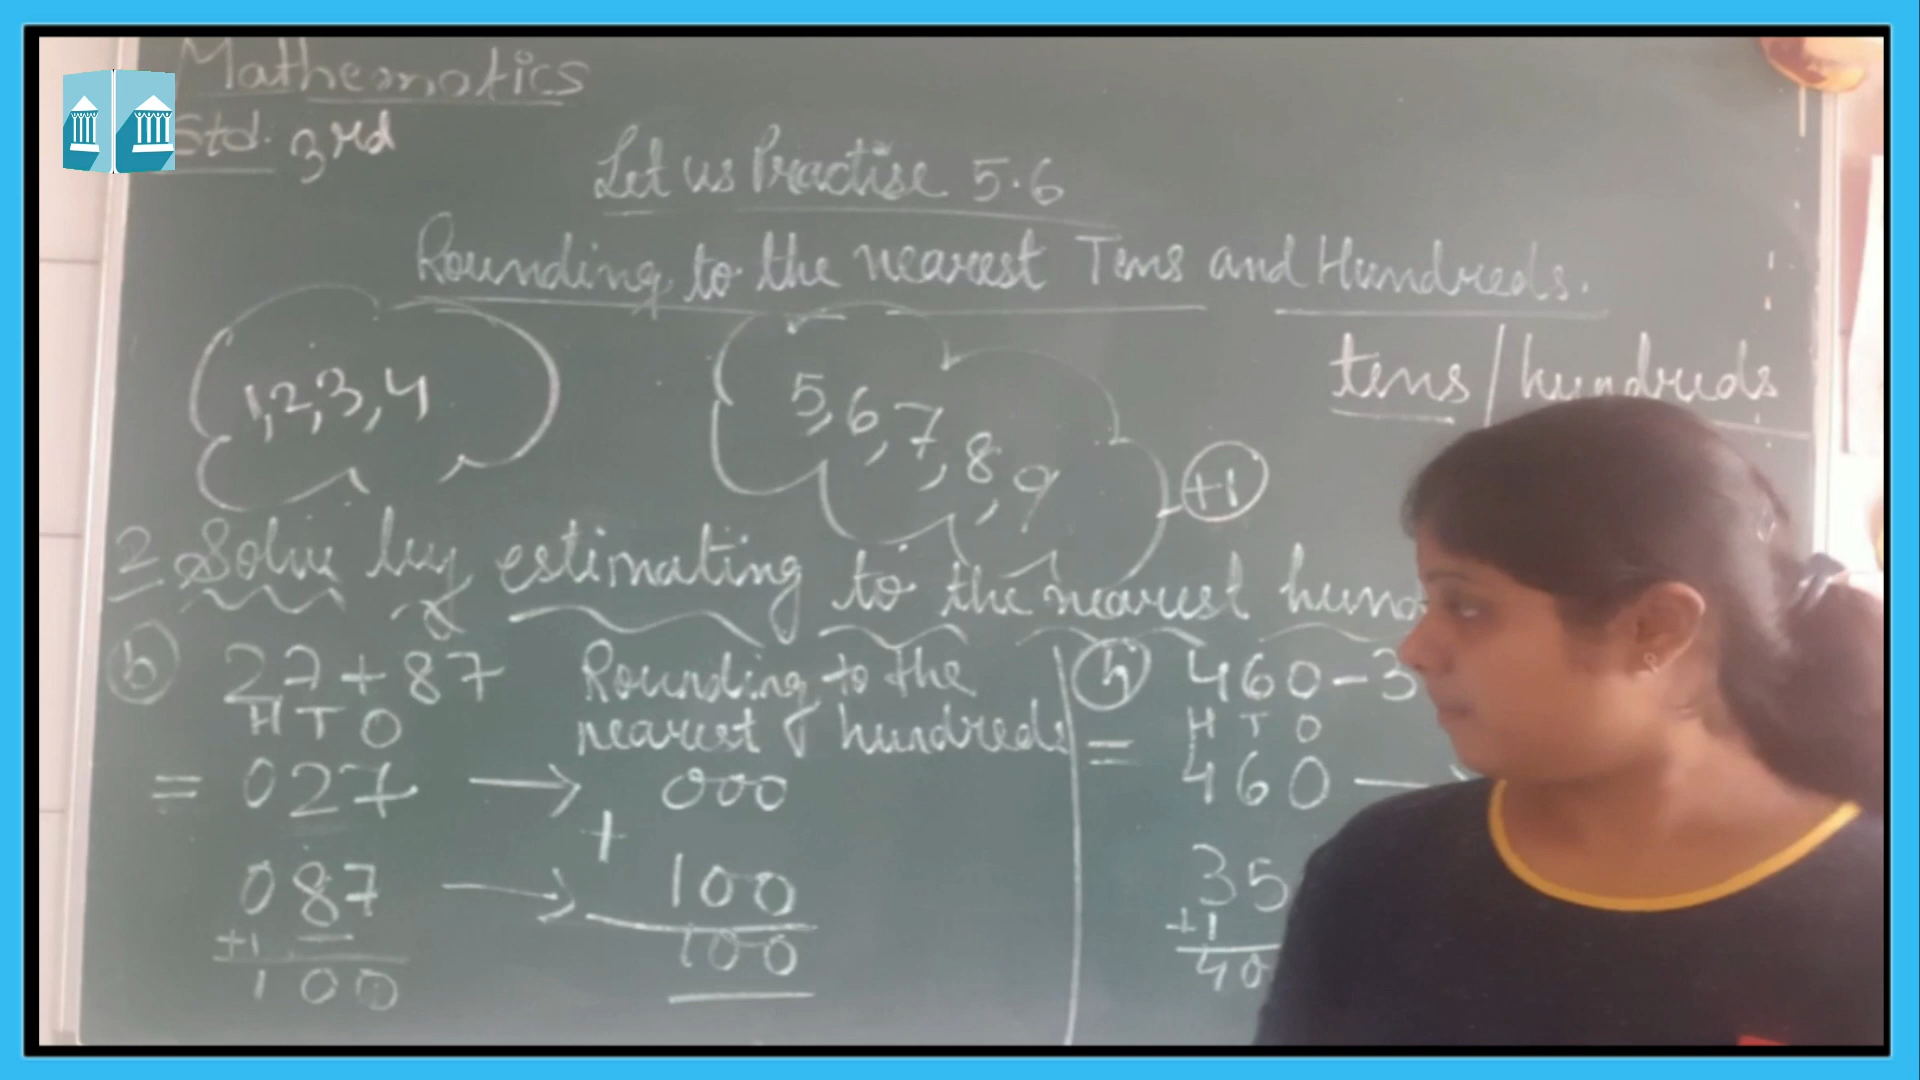 Mathematics
Std. 3rd
Let us Practise 5.6
Rounding to the nearest Tens and Hundreds.
tens / hundreds
1, 2, 3, 4
5, 6, 7, 8, 9
+1
2. Solve by estimating to the nearest
b 27 + 87
H T O
= 027 → 000
087 → + 100
+1
100 100
Rounding to the
nearest hundreds
h 460 - 3
H T O
= 460 —
35
+1
40